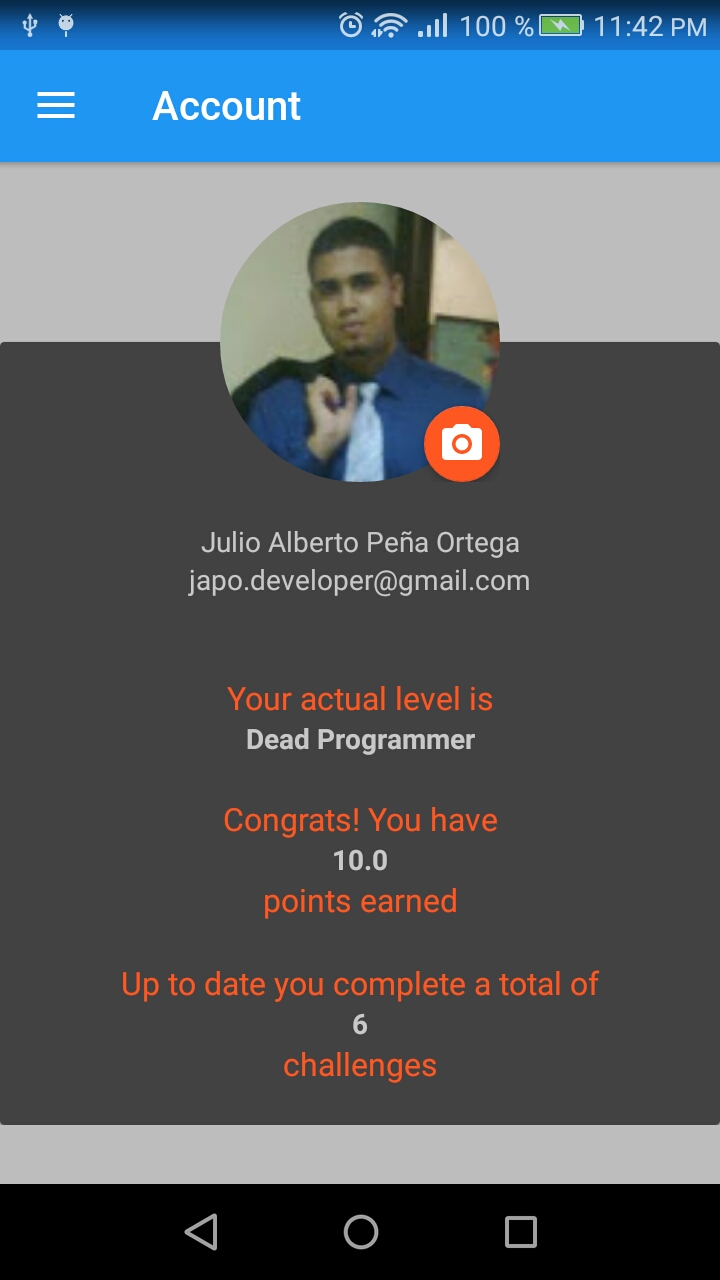 100 % 11:42 PM
Account
Julio Alberto Peña Ortega
japo.developer@gmail.com
Your actual level is
Dead Programmer
Congrats! You have
10.0
points earned
Up to date you complete a total of
6
challenges